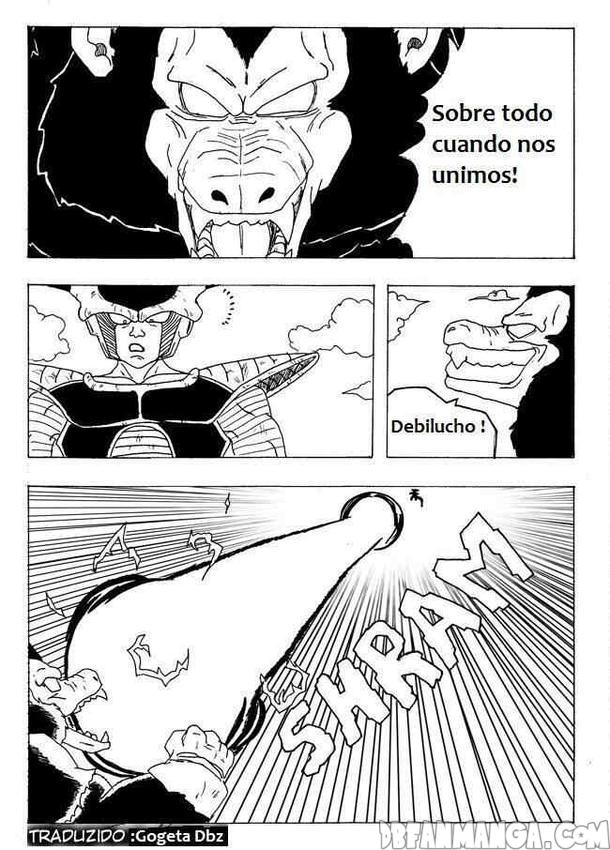 Sobre todo
cuando nos
unimos!
Debilucho !
SHRAM
TRADUZIDO :Gogeta Dbz
DBFANMANGA.COM